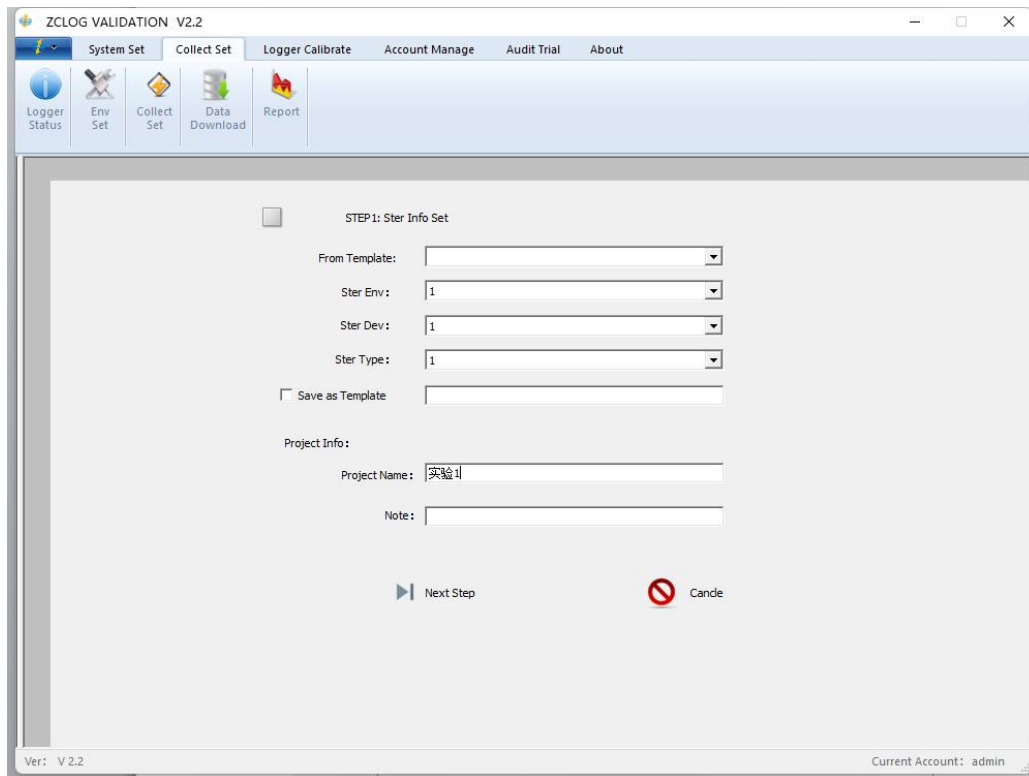 ZCLOG VALIDATION V2.2
System Set Collect Set Logger Calibrate Account Manage Audit Trial About
Logger Status Env Set Collect Set Data Download Report
STEP1: Ster Info Set
From Template:
Ster Env: 1
Ster Dev: 1
Ster Type: 1
Save as Template
Project Info:
Project Name: 实验1
Note:
Next Step Cancle
Ver: V 2.2 Current Account: admin